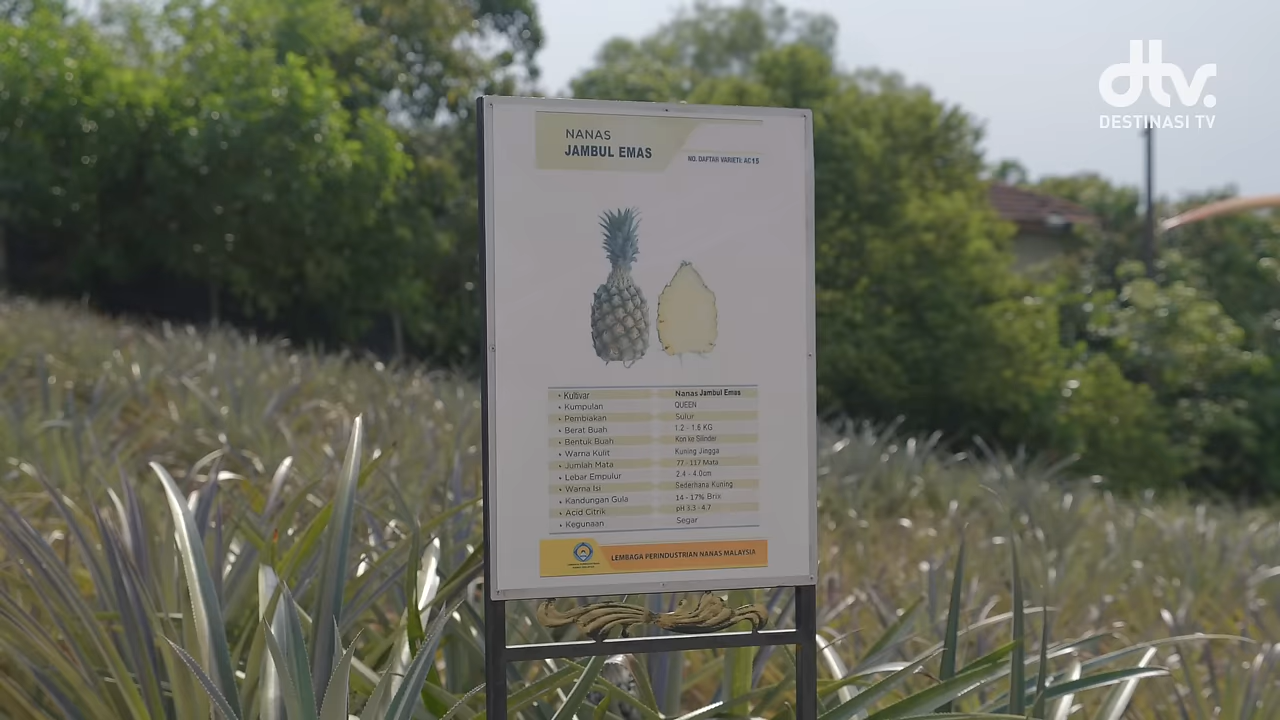 dtv.
DESTINASI TV
NANAS
JAMBUL EMAS
NO. DAFTAR VARIETI: AC15
• Kultivar Nanas Jambul Emas
• Kumpulan QUEEN
• Pembiakan Sulur
• Berat Buah 1.2 - 1.6 KG
• Bentuk Buah Kon ke Silinder
• Warna Kulit Kuning Jingga
• Jumlah Mata 77 - 117 Mata
• Lebar Empulur 2.4 - 4.0cm
• Warna Isi Sederhana Kuning
• Kandungan Gula 14 - 17% Brix
• Acid Citrik pH 3.3 - 4.7
• Kegunaan Segar
LEMBAGA PERINDUSTRIAN NANAS MALAYSIA